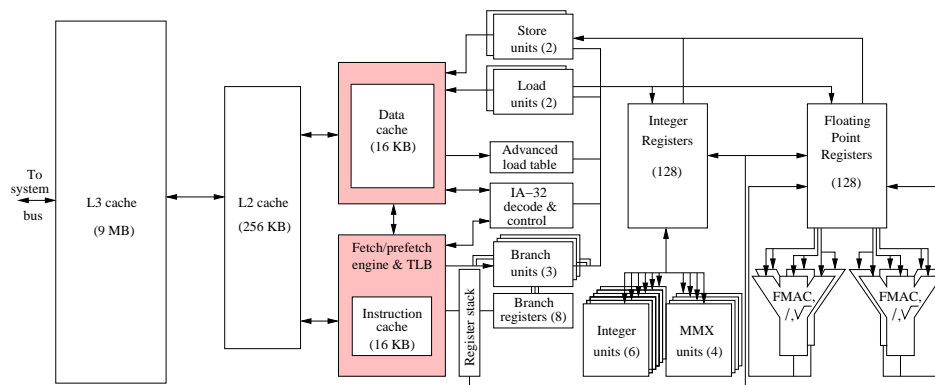 To
system
bus
L3 cache
(9 MB)
L2 cache
(256 KB)
Data
cache
(16 KB)
Fetch/prefetch
engine & TLB
Instruction
cache
(16 KB)
Store
units (2)
Load
units (2)
Advanced
load table
IA−32
decode &
control
Branch
units (3)
Branch
registers (8)
Register stack
Integer
Registers
(128)
Floating
Point
Registers
(128)
Integer
units (6)
MMX
units (4)
FMAC,
/,√
FMAC,
/,√